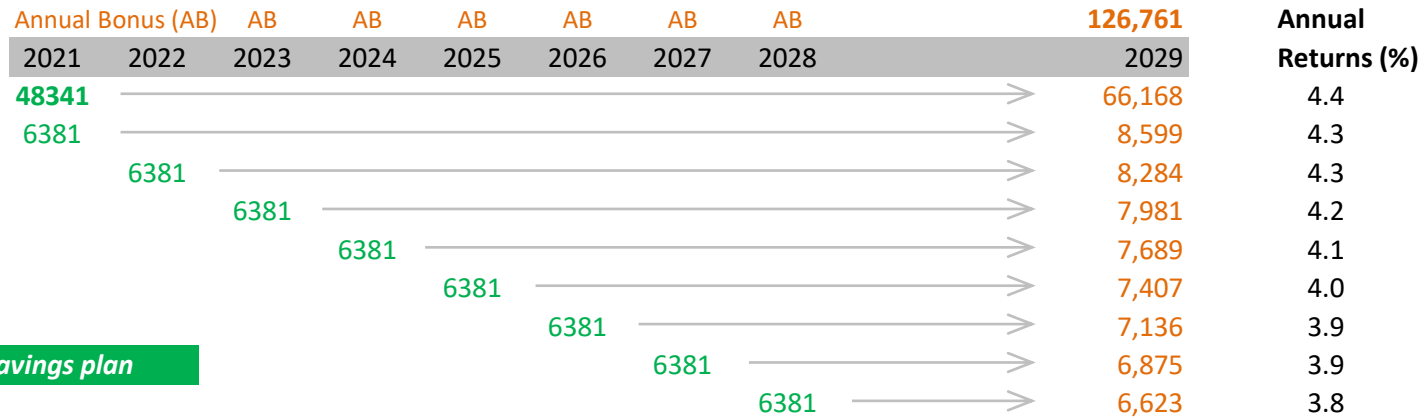 Annual Bonus (AB) AB AB AB AB AB AB 126,761 Annual
2021 2022 2023 2024 2025 2026 2027 2028 2029 Returns (%)
48341 66,168 4.4
6381 8,599 4.3
6381 8,284 4.3
6381 7,981 4.2
6381 7,689 4.1
6381 7,407 4.0
6381 7,136 3.9
avings plan 6381 6,875 3.9
6381 6,623 3.8